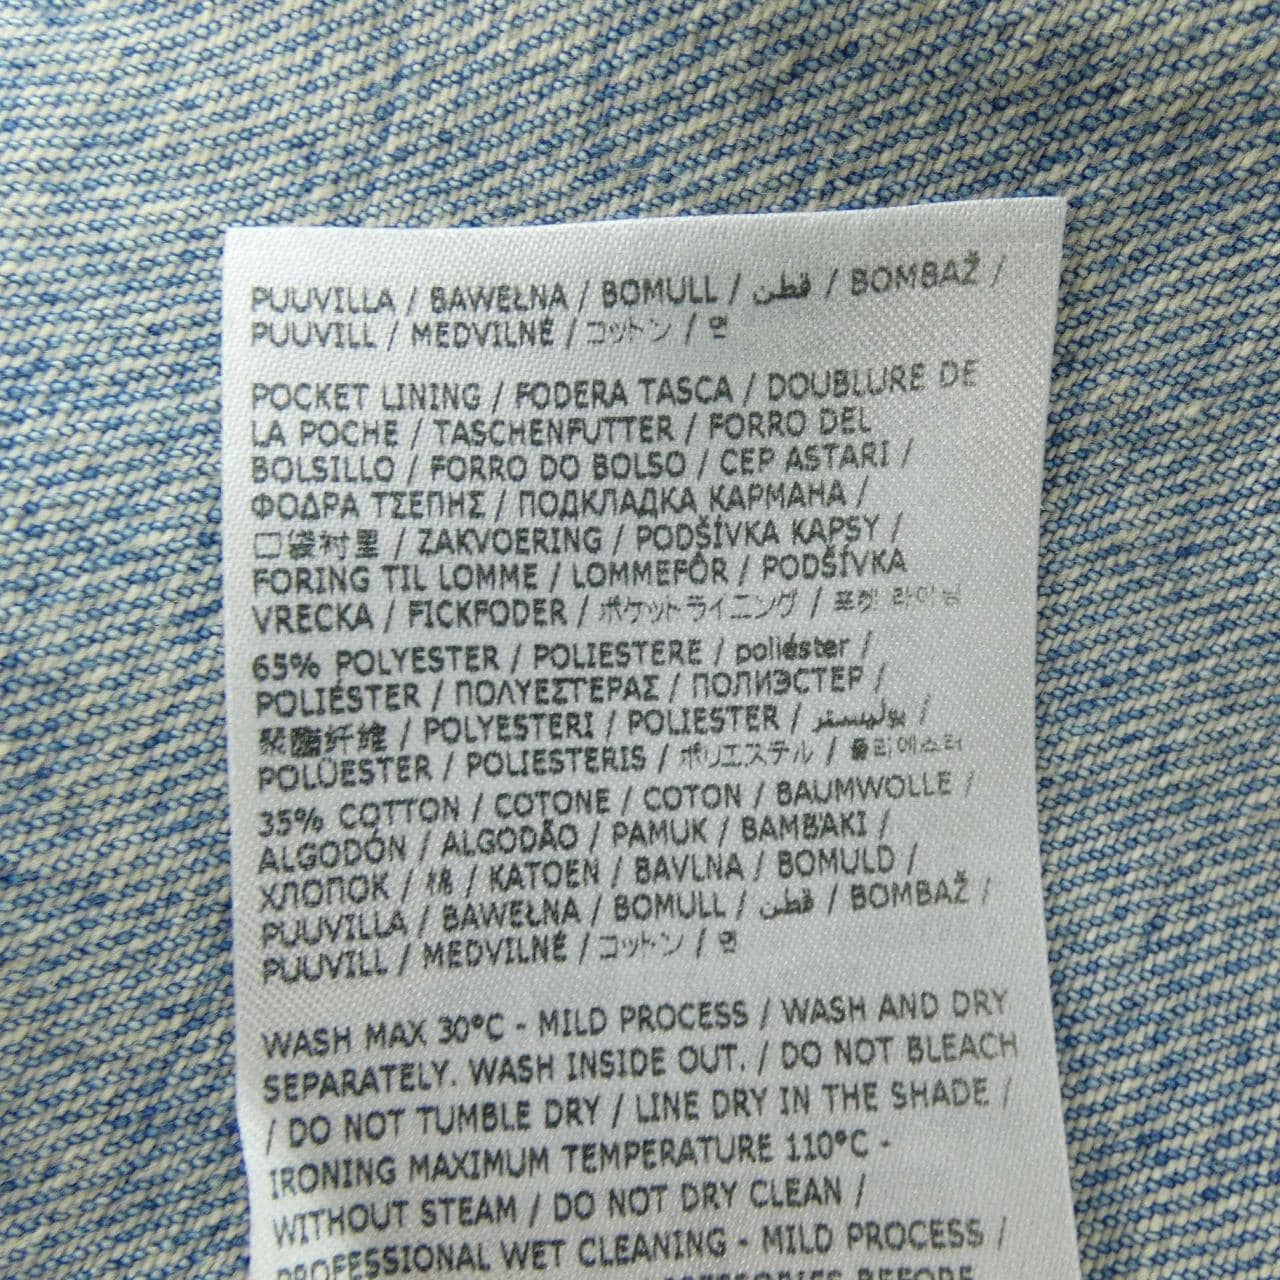 PUUVILLA / BAWEŁNA / BOMULL / قطن / BOMBAŽ /
PUUVILL / MEDVILNĖ / コットン / 면
POCKET LINING / FODERA TASCA / DOUBLURE DE
LA POCHE / TASCHENFUTTER / FORRO DEL
BOLSILLO / FORRO DO BOLSO / CEP ASTARI /
ΦΟΔΡΑ ΤΣΕΠΗΣ / ПОДКЛАДКА КАРМАНА /
口袋衬里 / ZAKVOERING / PODŠÍVKA KAPSY /
FORING TIL LOMME / LOMMEFÔR / PODŠÍVKA
VRECKA / FICKFODER / ポケットライニング / 포켓 라이닝
65% POLYESTER / POLIESTERE / poliéster /
POLIÉSTER / ΠΟΛΥΕΣΤΕΡΑΣ / ПОЛИЭСТЕР /
聚酯纤维 / POLYESTERI / POLIESTER / بوليستر /
POLÜESTER / POLIESTERIS / ポリエステル / 폴리에스터
35% COTTON / COTONE / COTON / BAUMWOLLE /
ALGODÓN / ALGODÃO / PAMUK / ΒΑΜΒΆΚΙ /
ХЛОПОК / 棉 / KATOEN / BAVLNA / BOMULD /
PUUVILLA / BAWEŁNA / BOMULL / قطن / BOMBAŽ /
PUUVILL / MEDVILNĖ / コットン / 면
WASH MAX 30°C - MILD PROCESS / WASH AND DRY
SEPARATELY. WASH INSIDE OUT. / DO NOT BLEACH
/ DO NOT TUMBLE DRY / LINE DRY IN THE SHADE /
IRONING MAXIMUM TEMPERATURE 110°C -
WITHOUT STEAM / DO NOT DRY CLEAN /
PROFESSIONAL WET CLEANING - MILD PROCESS /
BEFORE